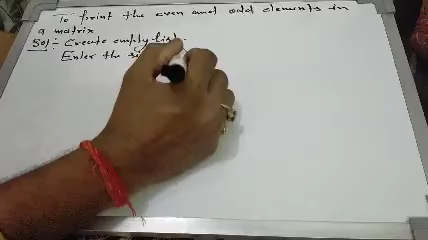 To print the even and odd elements in
a matrix
Sol:- Create empty list.
Enter the